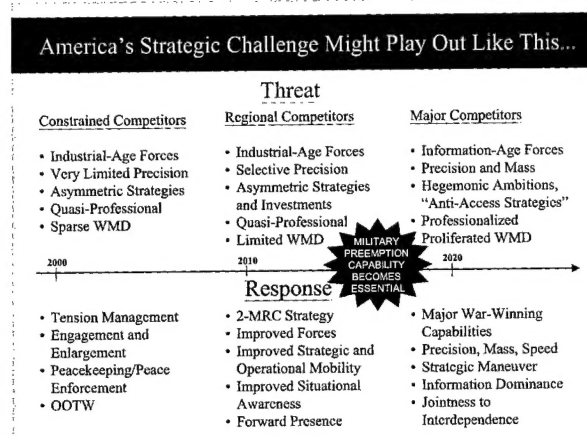 America's Strategic Challenge Might Play Out Like This...
Threat
Constrained Competitors
• Industrial-Age Forces
• Very Limited Precision
• Asymmetric Strategies
• Quasi-Professional
• Sparse WMD
Regional Competitors
• Industrial-Age Forces
• Selective Precision
• Asymmetric Strategies
and Investments
• Quasi-Professional
• Limited WMD
Major Competitors
• Information-Age Forces
• Precision and Mass
• Hegemonic Ambitions,
"Anti-Access Strategies"
• Professionalized
Proliferated WMD
MILITARY
PREEMPTION
CAPABILITY
BECOMES
ESSENTIAL
2000
2010
2020
Response
• Tension Management
• Engagement and
Enlargement
• Peacekeeping/Peace
Enforcement
• OOTW
• 2-MRC Strategy
• Improved Forces
• Improved Strategic and
Operational Mobility
• Improved Situational
Awareness
• Forward Presence
• Major War-Winning
Capabilities
• Precision, Mass, Speed
• Strategic Maneuver
• Information Dominance
• Jointness to
Interdependence